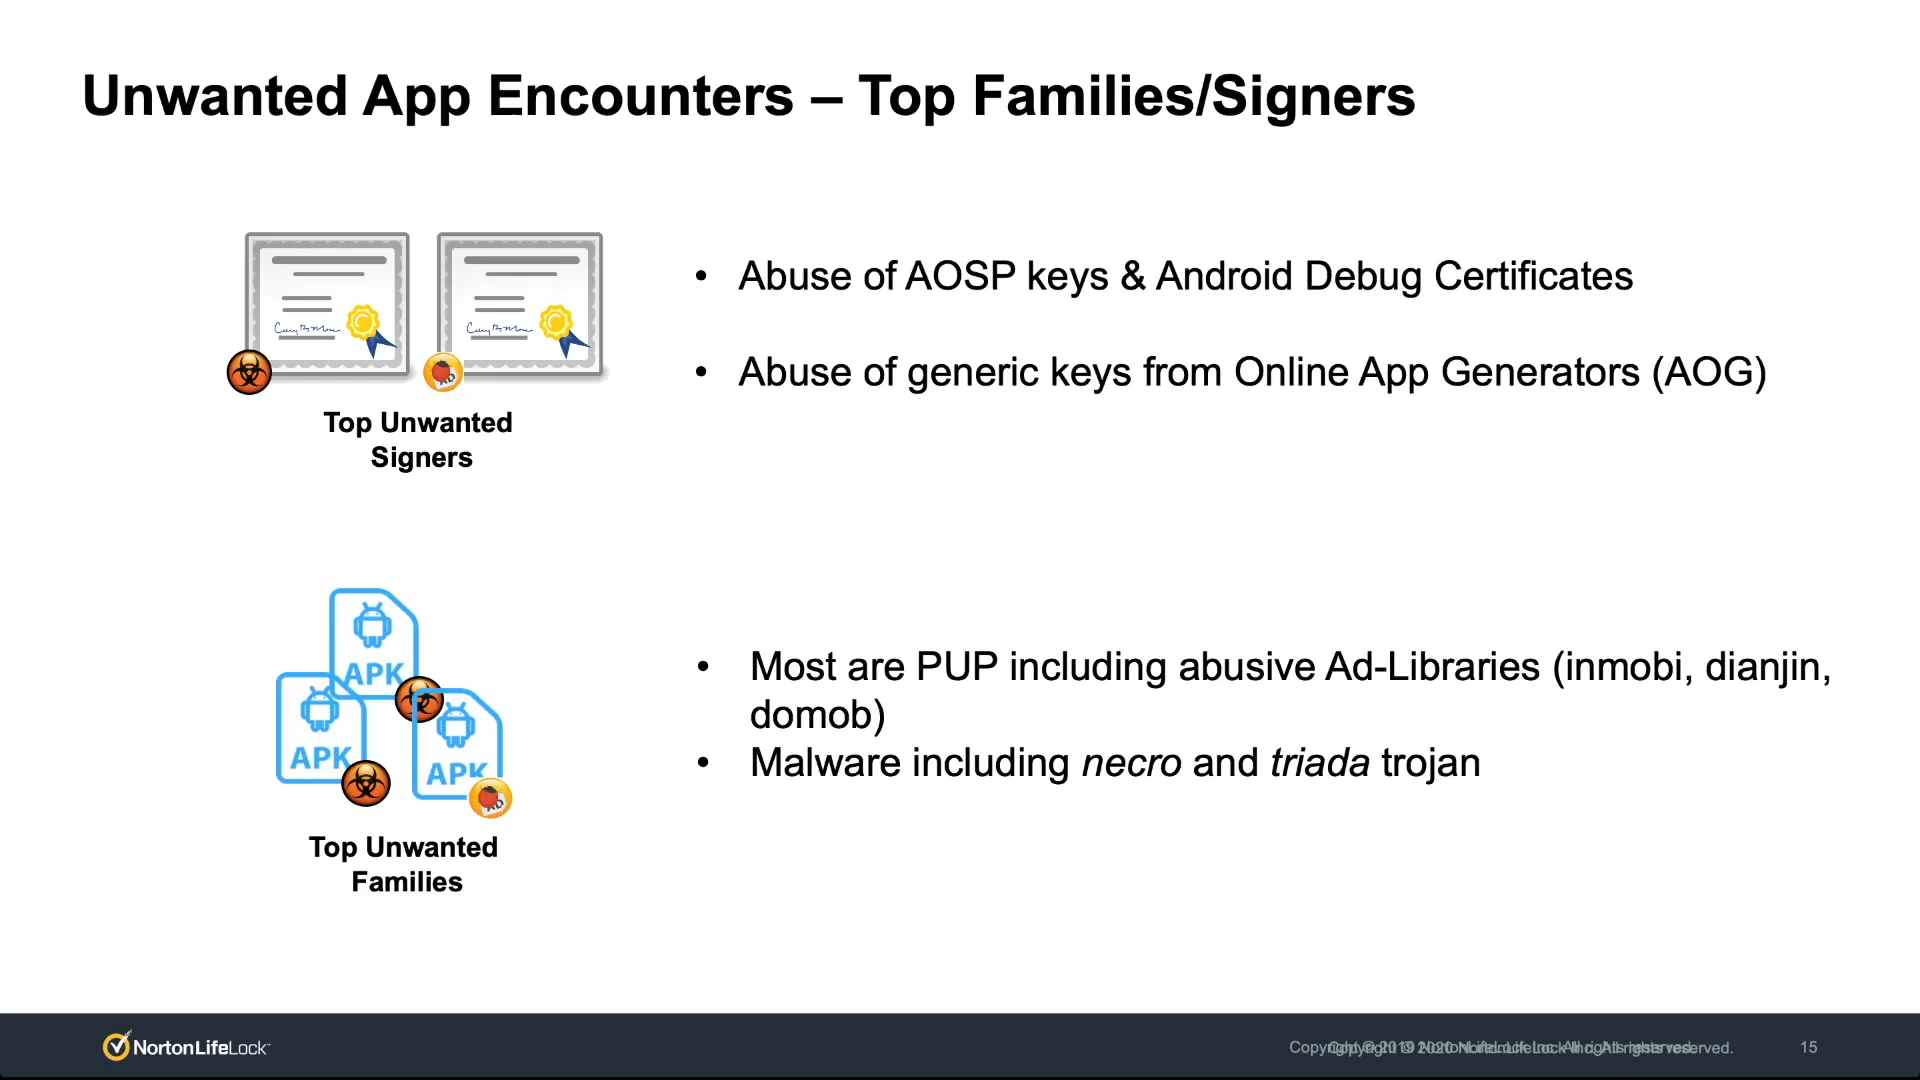 Unwanted App Encounters – Top Families/Signers
Top Unwanted
Signers
• Abuse of AOSP keys & Android Debug Certificates
• Abuse of generic keys from Online App Generators (AOG)
APK
APK
APK
Top Unwanted
Families
• Most are PUP including abusive Ad-Libraries (inmobi, dianjin,
domob)
• Malware including necro and triada trojan
NortonLifeLock
15